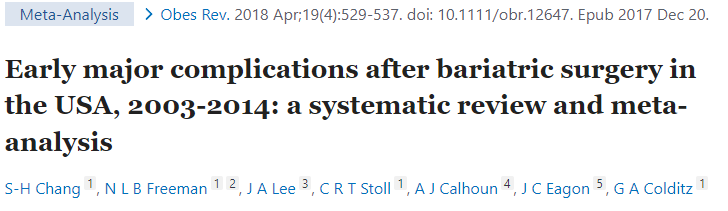 Meta-Analysis > Obes Rev. 2018 Apr;19(4):529-537. doi: 10.1111/obr.12647. Epub 2017 Dec 20.
Early major complications after bariatric surgery in
the USA, 2003-2014: a systematic review and meta-
analysis
S-H Chang 1, N L B Freeman 1 2, J A Lee 3, C R T Stoll 1, A J Calhoun 4, J C Eagon 5, G A Colditz 1